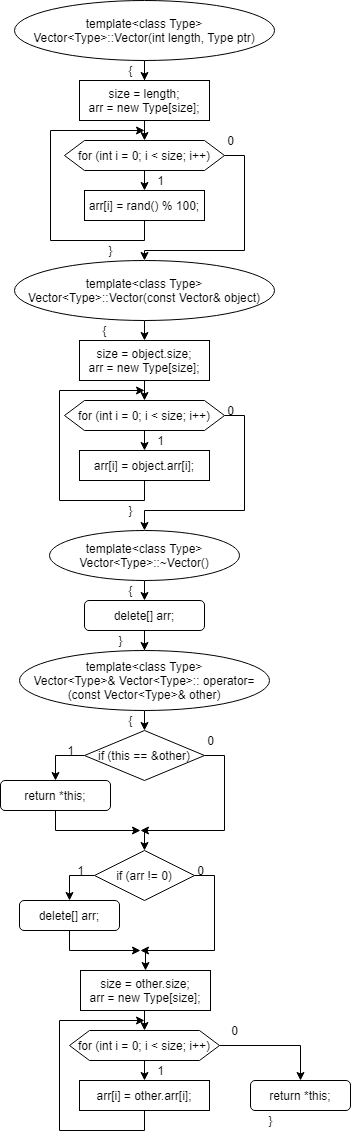 template<class Type>
Vector<Type>::Vector(int length, Type ptr)
{
size = length;
arr = new Type[size];
for (int i = 0; i < size; i++)
0
1
arr[i] = rand() % 100;
}
template<class Type>
Vector<Type>::Vector(const Vector& object)
{
size = object.size;
arr = new Type[size];
for (int i = 0; i < size; i++)
0
1
arr[i] = object.arr[i];
}
template<class Type>
Vector<Type>::~Vector()
{
delete[] arr;
}
template<class Type>
Vector<Type>& Vector<Type>:: operator=
(const Vector<Type>& other)
{
if (this == &other)
1
0
return *this;
if (arr != 0)
1
0
delete[] arr;
size = other.size;
arr = new Type[size];
for (int i = 0; i < size; i++)
0
1
arr[i] = other.arr[i];
return *this;
}